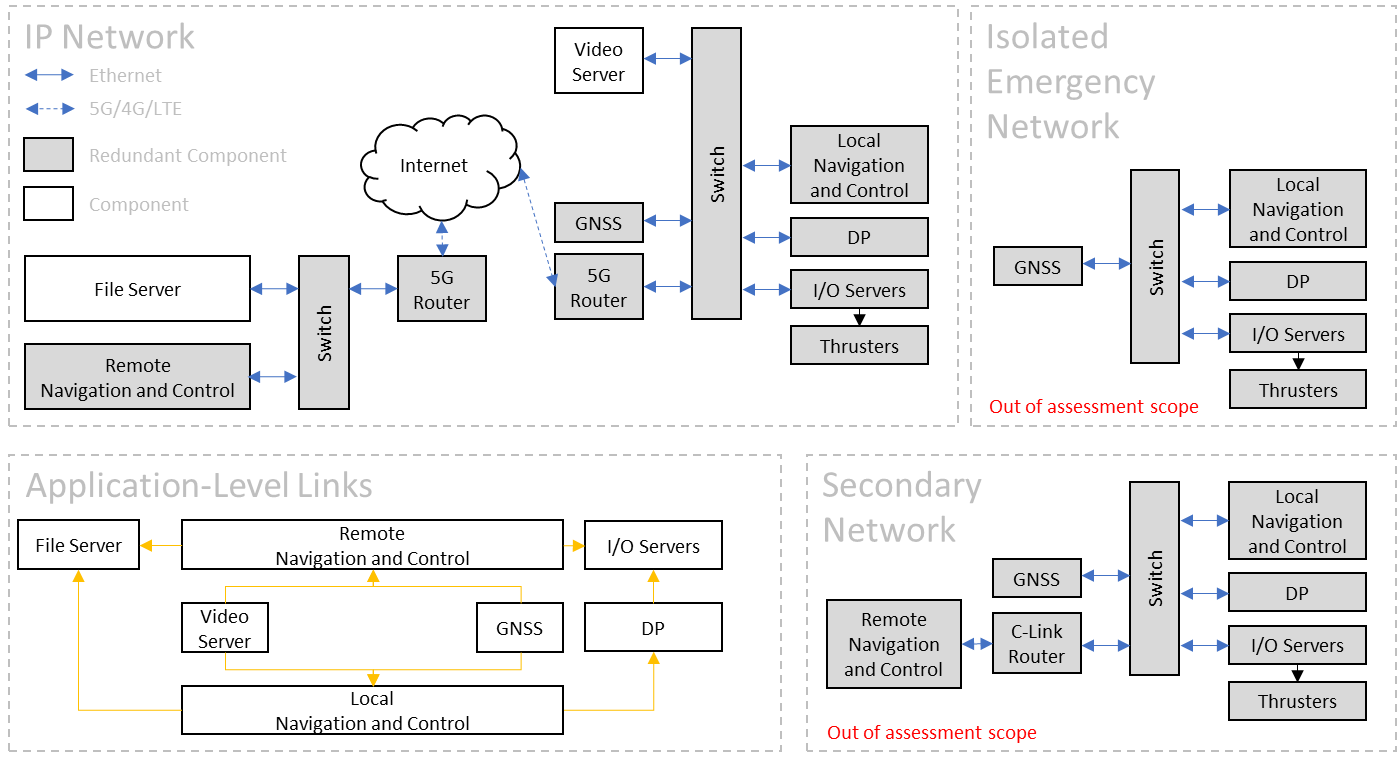 IP Network
Ethernet
5G/4G/LTE
Redundant Component
Component
Internet
File Server
Remote
Navigation and Control
Switch
5G
Router
Video
Server
GNSS
5G
Router
Switch
Local
Navigation
and Control
DP
I/O Servers
Thrusters
Isolated
Emergency
Network
GNSS
Switch
Local
Navigation
and Control
DP
I/O Servers
Thrusters
Out of assessment scope
Application-Level Links
File Server
Remote
Navigation and Control
I/O Servers
Video
Server
GNSS
DP
Local
Navigation and Control
Secondary
Network
Remote
Navigation
and Control
GNSS
C-Link
Router
Switch
Local
Navigation
and Control
DP
I/O Servers
Thrusters
Out of assessment scope